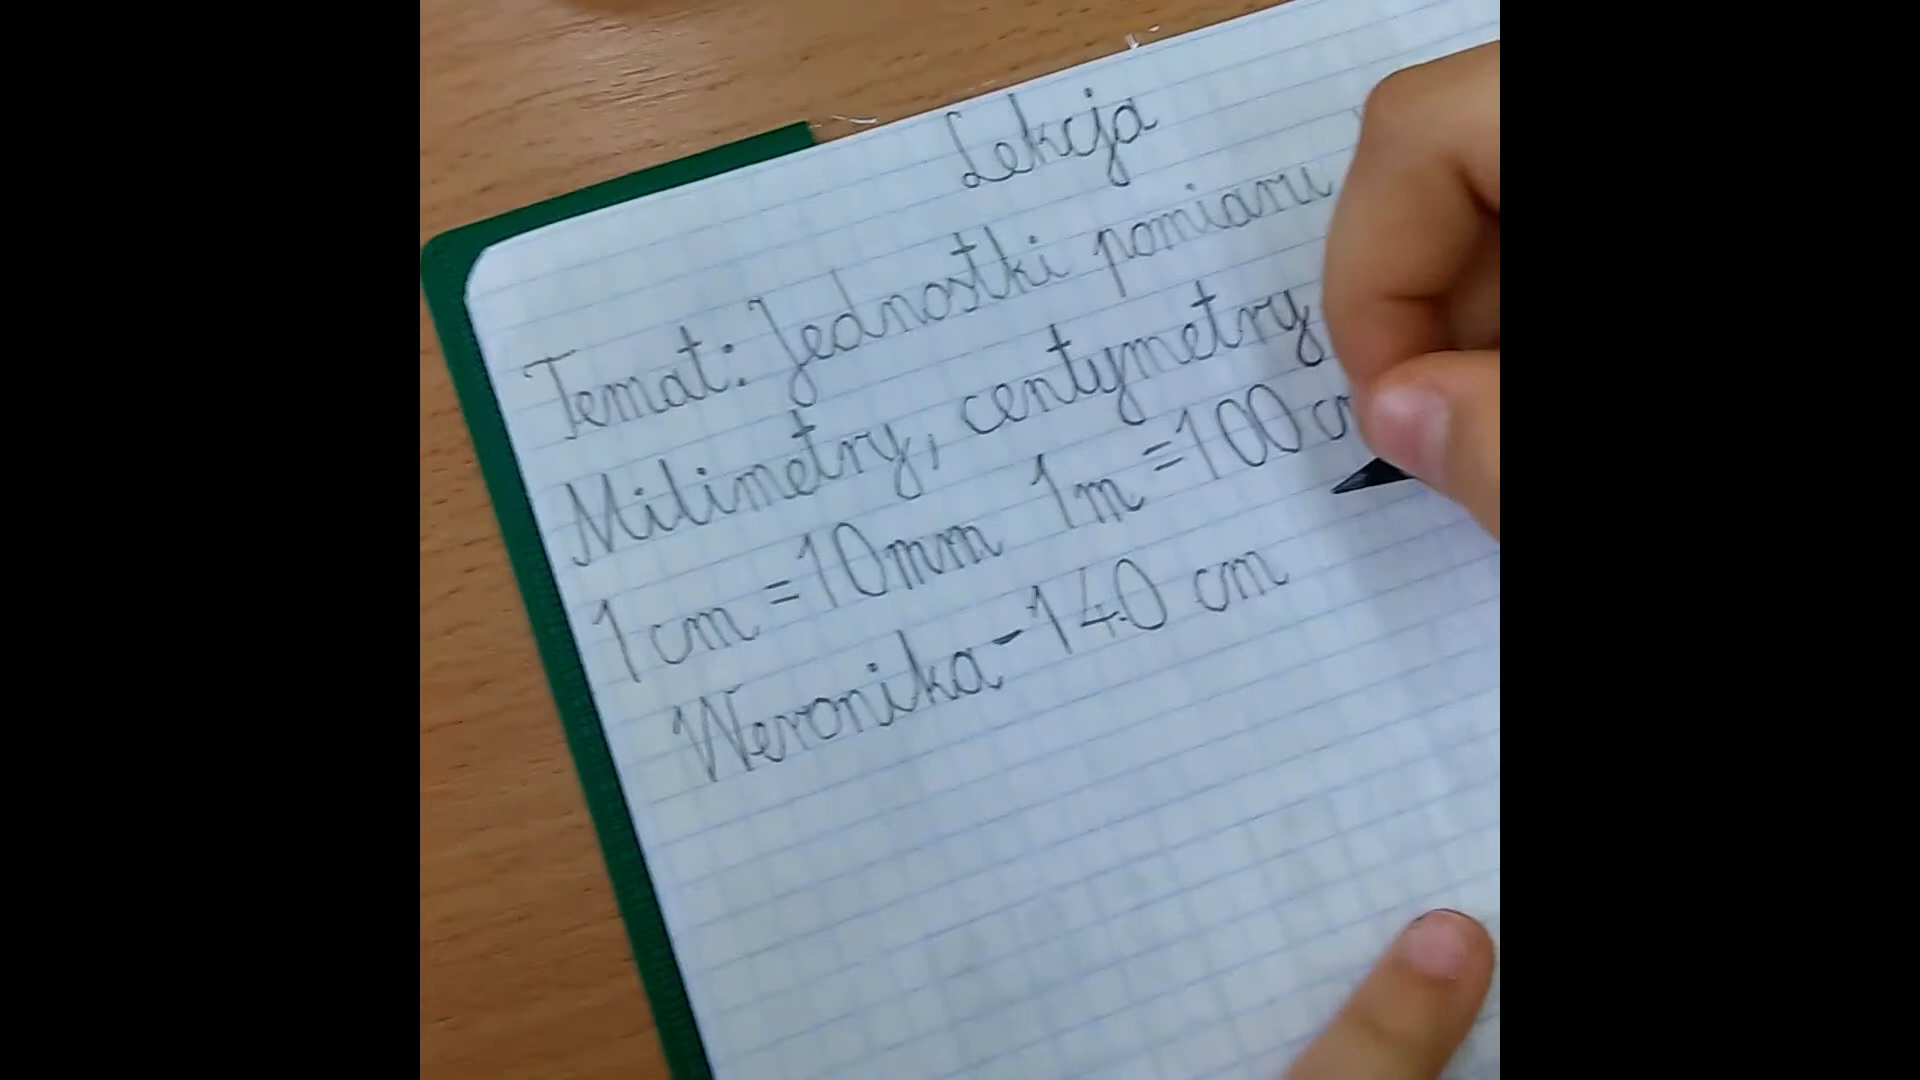 Lekcja
Temat: Jednostki pomiaru
Milimetry, centymetry
1 cm = 10 mm 1 m = 100 c
Weronika - 140 cm